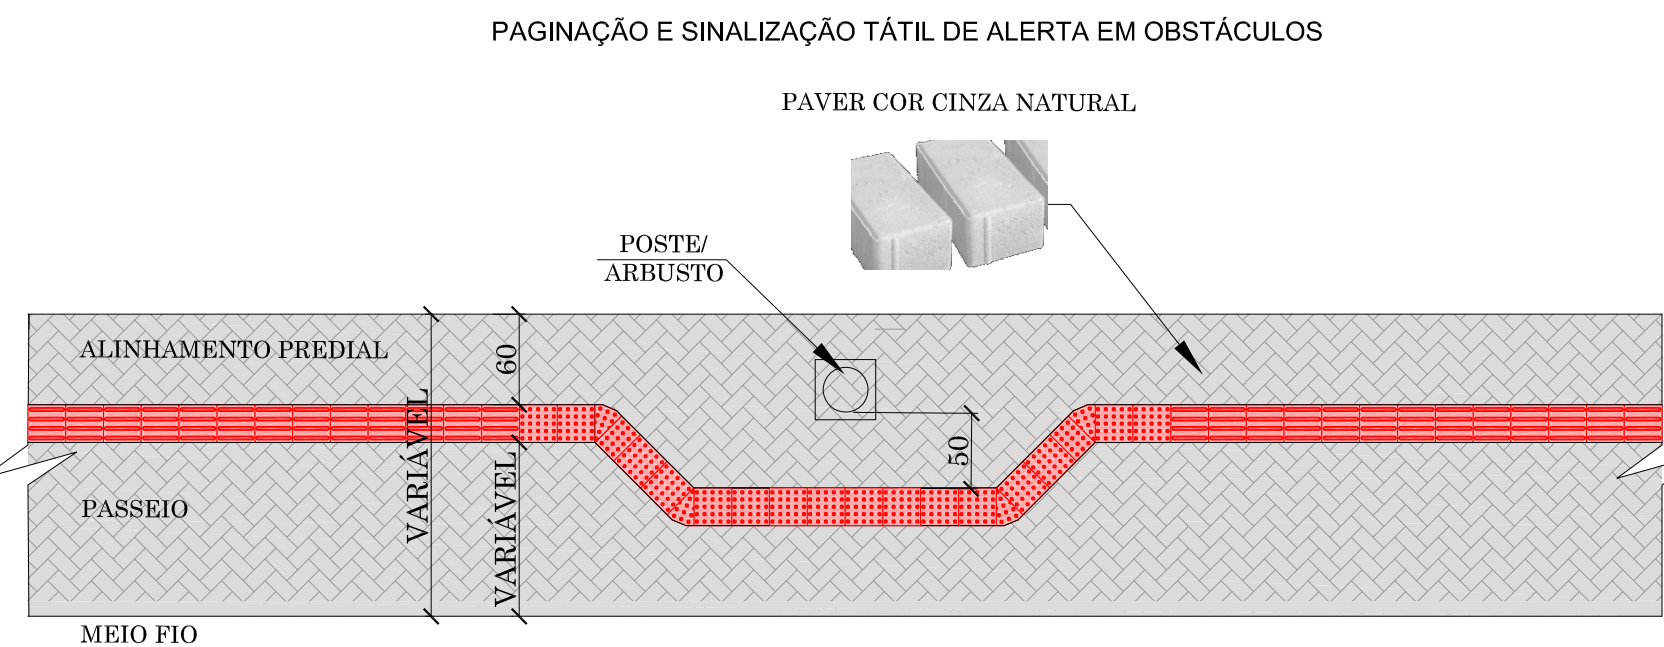 PAGINAÇÃO E SINALIZAÇÃO TÁTIL DE ALERTA EM OBSTÁCULOS
PAVER COR CINZA NATURAL
POSTE/
ARBUSTO
ALINHAMENTO PREDIAL
60
VARIÁVEL
50
VARIÁVEL
PASSEIO
MEIO FIO